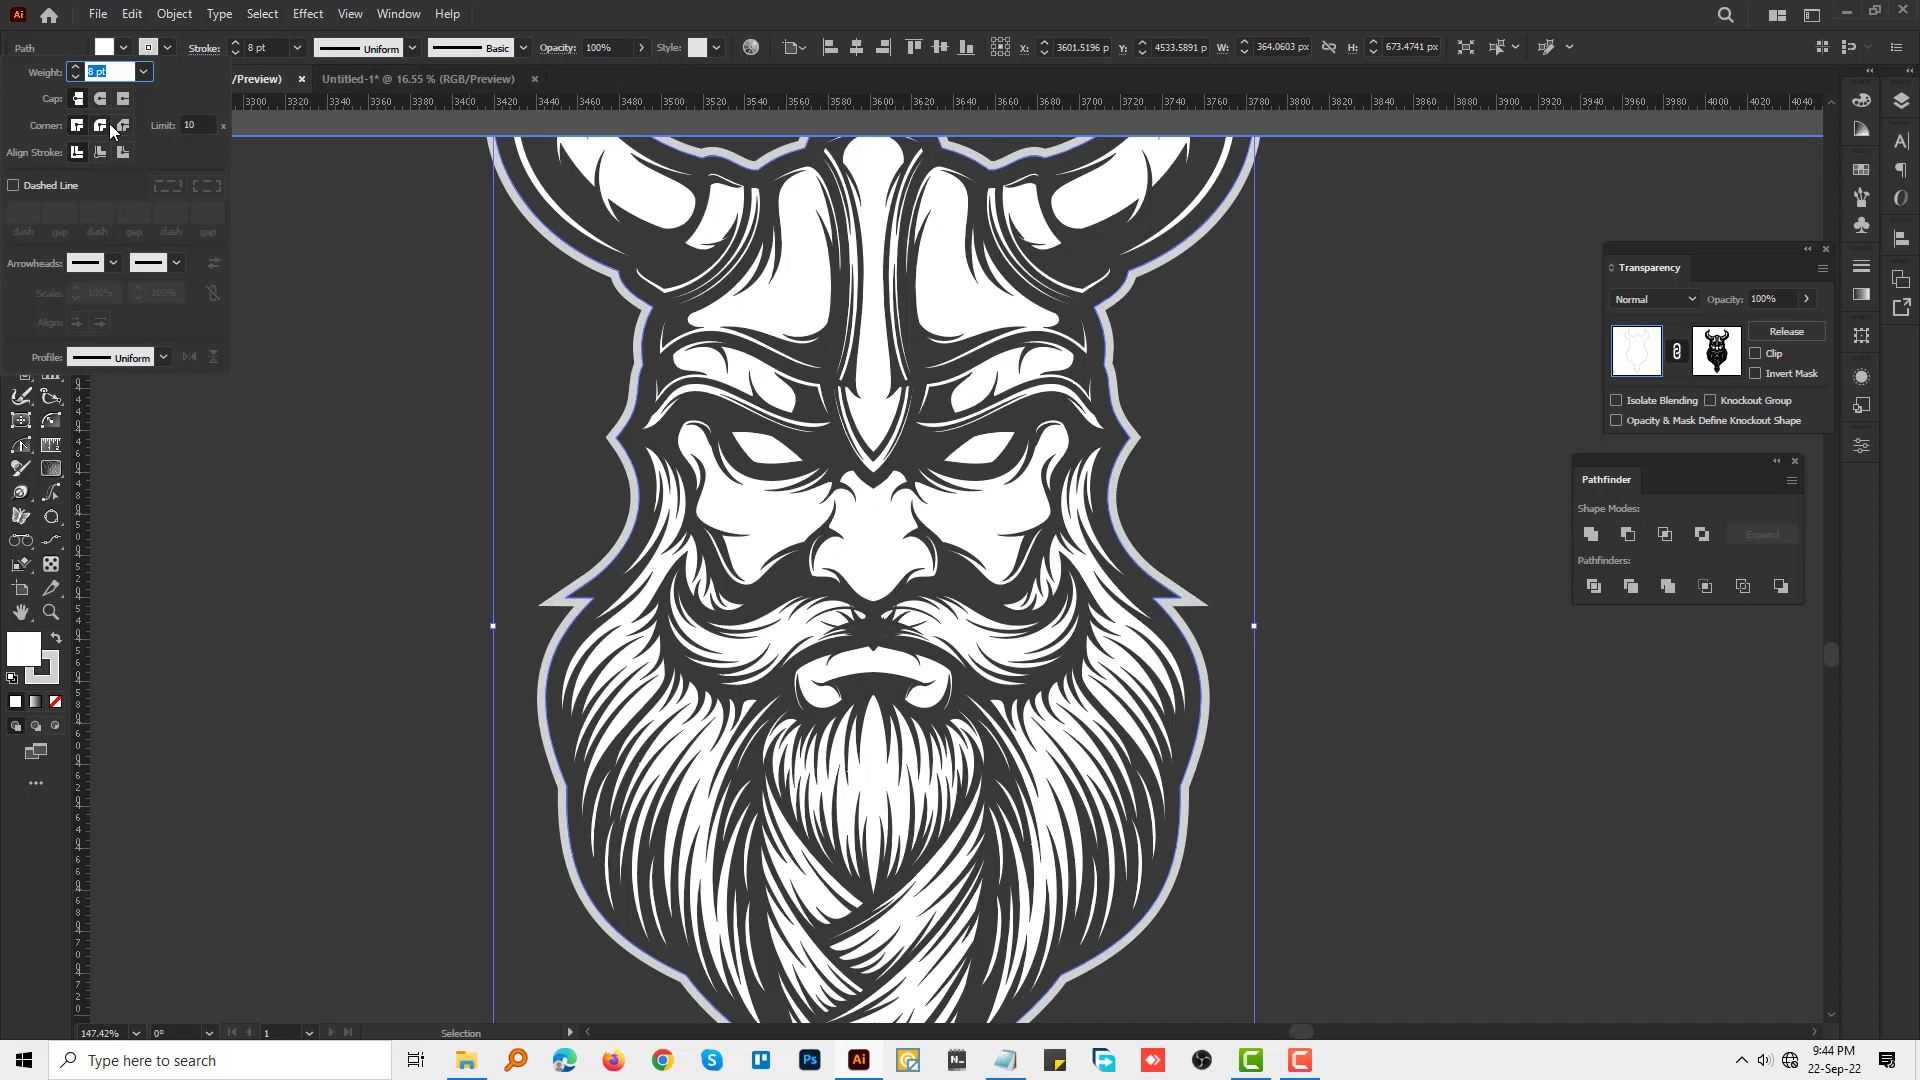 Ai File Edit Object Type Select Effect View Window Help
Path Stroke: 8 pt Uniform Basic Opacity: 100% Style: X: 3601.5196 p Y: 4533.5891 p W: 364.0603 px H: 673.4741 px
Weight: 8 pt
/Preview) × Untitled-1* @ 16.55 % (RGB/Preview) ×
Cap:
3300 3320 3340 3360 3380 3400 3420 3440 3460 3480 3500 3520 3540 3560 3580 3600 3620 3640 3660 3680 3700 3720 3740 3760 3780 3800 3820 3840 3860 3880 3900 3920 3940 3960 3980 4000 4020 4040
Corner: Limit: 10 x
Align Stroke:
Dashed Line
dash gap dash gap dash gap
Arrowheads:
Scale: 100% 100%
Align:
Profile: Uniform
Transparency
Normal Opacity: 100%
Release
Clip
Invert Mask
Isolate Blending Knockout Group
Opacity & Mask Define Knockout Shape
Pathfinder
Shape Modes:
Expand
Pathfinders:
147.42% 0° 1 Selection
Type here to search
Ps Ai
9:44 PM
22-Sep-22